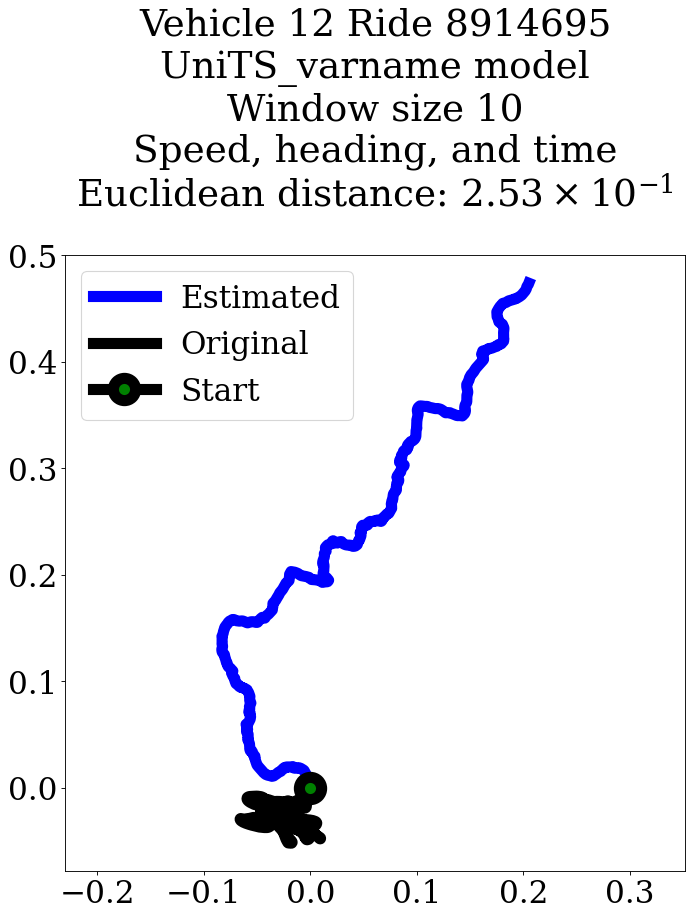 Vehicle 12 Ride 8914695
UniTS_varname model
Window size 10
Speed, heading, and time
Euclidean distance: 2.53 × 10⁻¹
0.5
0.4
0.3
0.2
0.1
0.0
Estimated
Original
Start
−0.2 −0.1 0.0 0.1 0.2 0.3